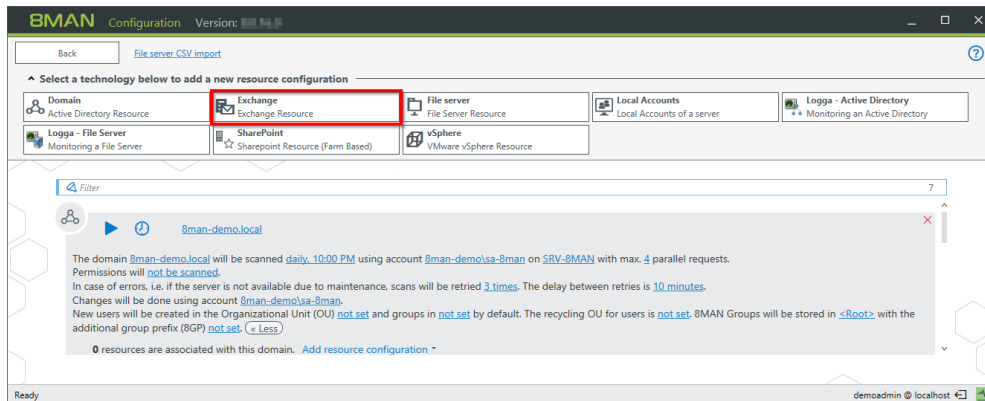 8MAN Configuration Version:
Back File server CSV import
Select a technology below to add a new resource configuration
Domain
Active Directory Resource
Exchange
Exchange Resource
File server
File Server Resource
Local Accounts
Local Accounts of a server
Logga - Active Directory
Monitoring an Active Directory
Logga - File Server
Monitoring a File Server
SharePoint
Sharepoint Resource (Farm Based)
vSphere
VMware vSphere Resource
Filter 7
8man-demo.local
The domain 8man-demo.local will be scanned daily, 10:00 PM using account 8man-demo\sa-8man on SRV-8MAN with max. 4 parallel requests.
Permissions will not be scanned.
In case of errors, i.e. if the server is not available due to maintenance, scans will be retried 3 times. The delay between retries is 10 minutes.
Changes will be done using account 8man-demo\sa-8man.
New users will be created in the Organizational Unit (OU) not set and groups in not set by default. The recycling OU for users is not set. 8MAN Groups will be stored in <Root> with the
additional group prefix (8GP) not set. « Less
0 resources are associated with this domain. Add resource configuration
Ready demoadmin @ localhost